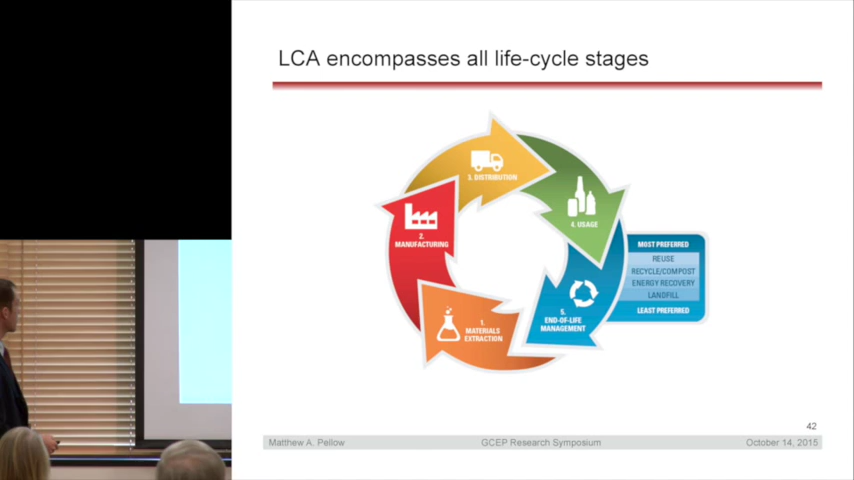 LCA encompasses all life-cycle stages
3. DISTRIBUTION
4. USAGE
2.
MANUFACTURING
MOST PREFERRED
REUSE
RECYCLE/COMPOST
ENERGY RECOVERY
LANDFILL
LEAST PREFERRED
5.
END-OF-LIFE
MANAGEMENT
1.
MATERIALS
EXTRACTION
42
Matthew A. Pellow
GCEP Research Symposium
October 14, 2015